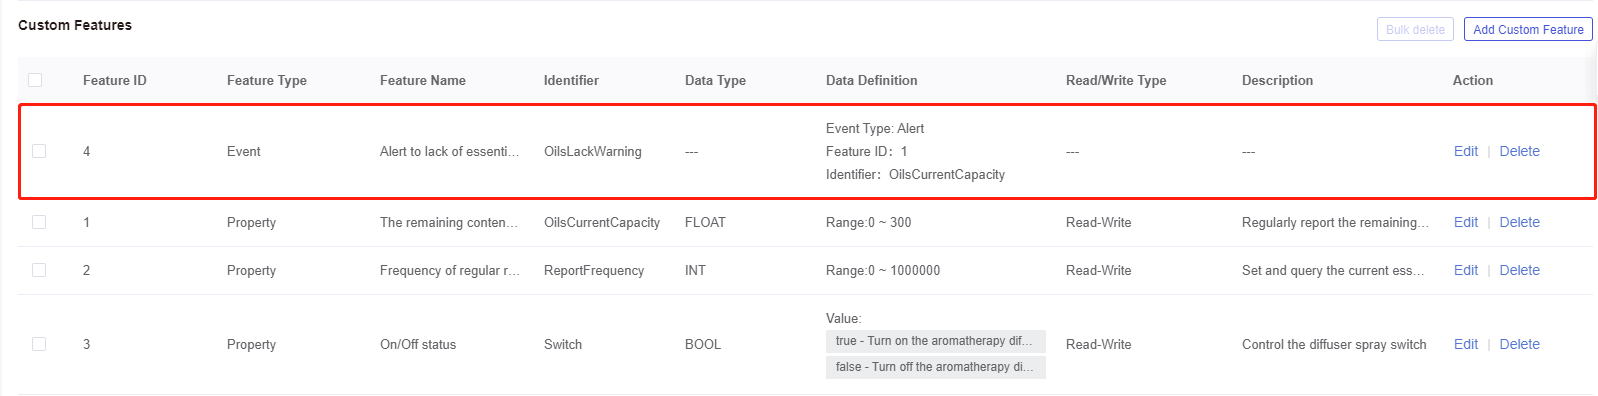 Custom Features
Bulk delete Add Custom Feature
Feature ID Feature Type Feature Name Identifier Data Type Data Definition Read/Write Type Description Action
4 Event Alert to lack of essenti... OilsLackWarning --- Event Type: Alert --- --- Edit | Delete
Feature ID: 1
Identifier: OilsCurrentCapacity
1 Property The remaining conten... OilsCurrentCapacity FLOAT Range:0 ~ 300 Read-Write Regularly report the remaining... Edit | Delete
2 Property Frequency of regular r... ReportFrequency INT Range:0 ~ 1000000 Read-Write Set and query the current ess... Edit | Delete
3 Property On/Off status Switch BOOL Value: Read-Write Control the diffuser spray switch Edit | Delete
true - Turn on the aromatherapy dif...
false - Turn off the aromatherapy di...